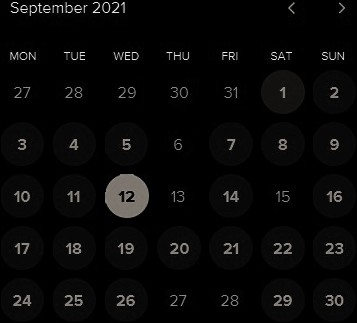 September 2021
MON TUE WED THU FRI SAT SUN
27 28 29 30 31 1 2
3 4 5 6 7 8 9
10 11 12 13 14 15 16
17 18 19 20 21 22 23
24 25 26 27 28 29 30